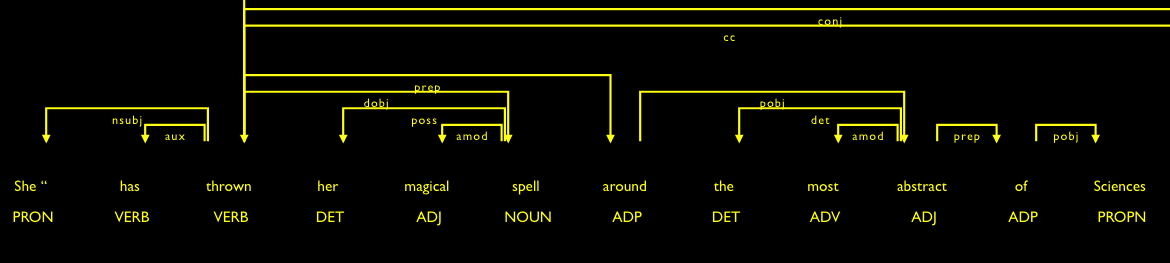 conj
cc
prep
dobj pobj
nsubj poss det
aux amod amod prep pobj
She “ has thrown her magical spell around the most abstract of Sciences
PRON VERB VERB DET ADJ NOUN ADP DET ADV ADJ ADP PROPN